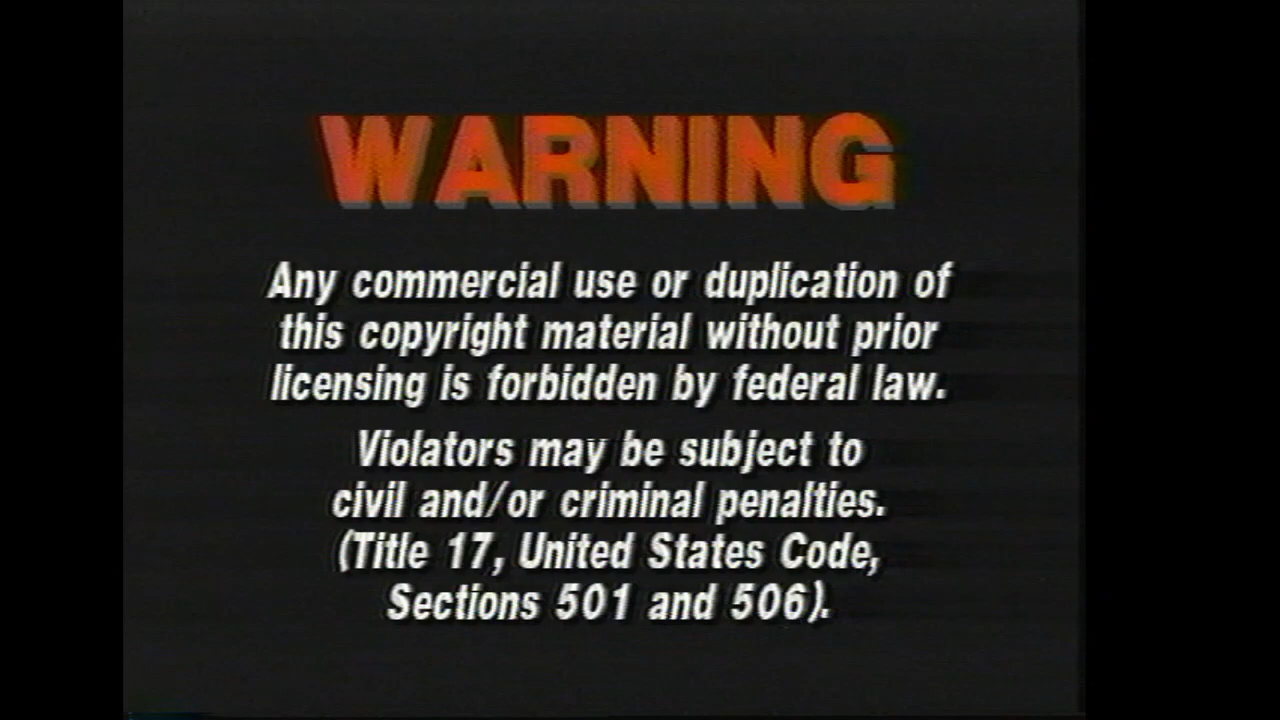 WARNING
Any commercial use or duplication of
this copyright material without prior
licensing is forbidden by federal law.
Violators may be subject to
civil and/or criminal penalties.
(Title 17, United States Code,
Sections 501 and 506).